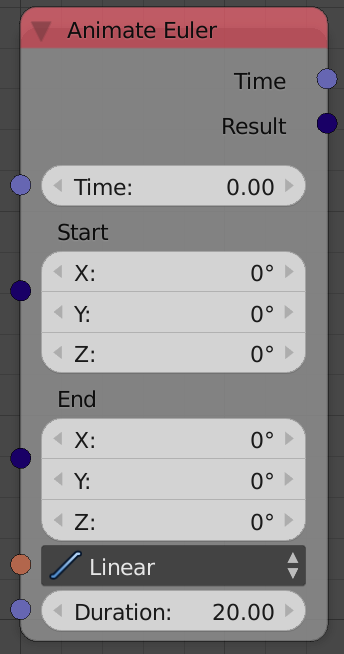 Animate Euler
Time
Result
Time: 0.00
Start
X: 0°
Y: 0°
Z: 0°
End
X: 0°
Y: 0°
Z: 0°
Linear
Duration: 20.00